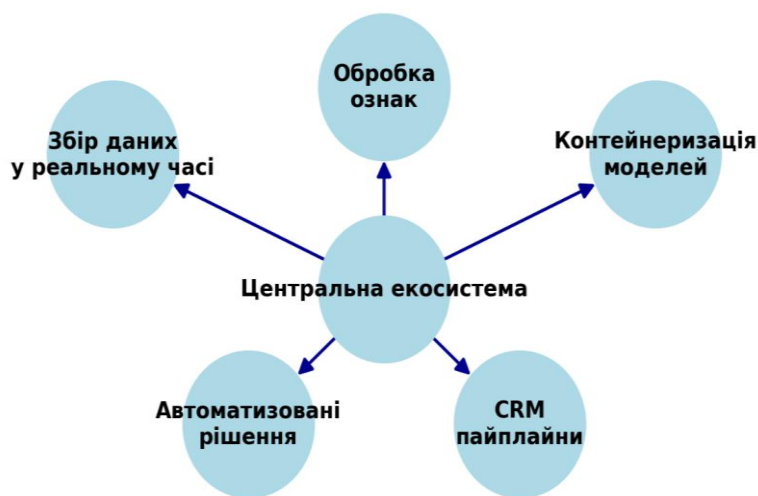 Обробка
ознак
Збір даних
у реальному часі
Контейнеризація
моделей
Центральна екосистема
Автоматизовані
рішення
CRM
пайплайни